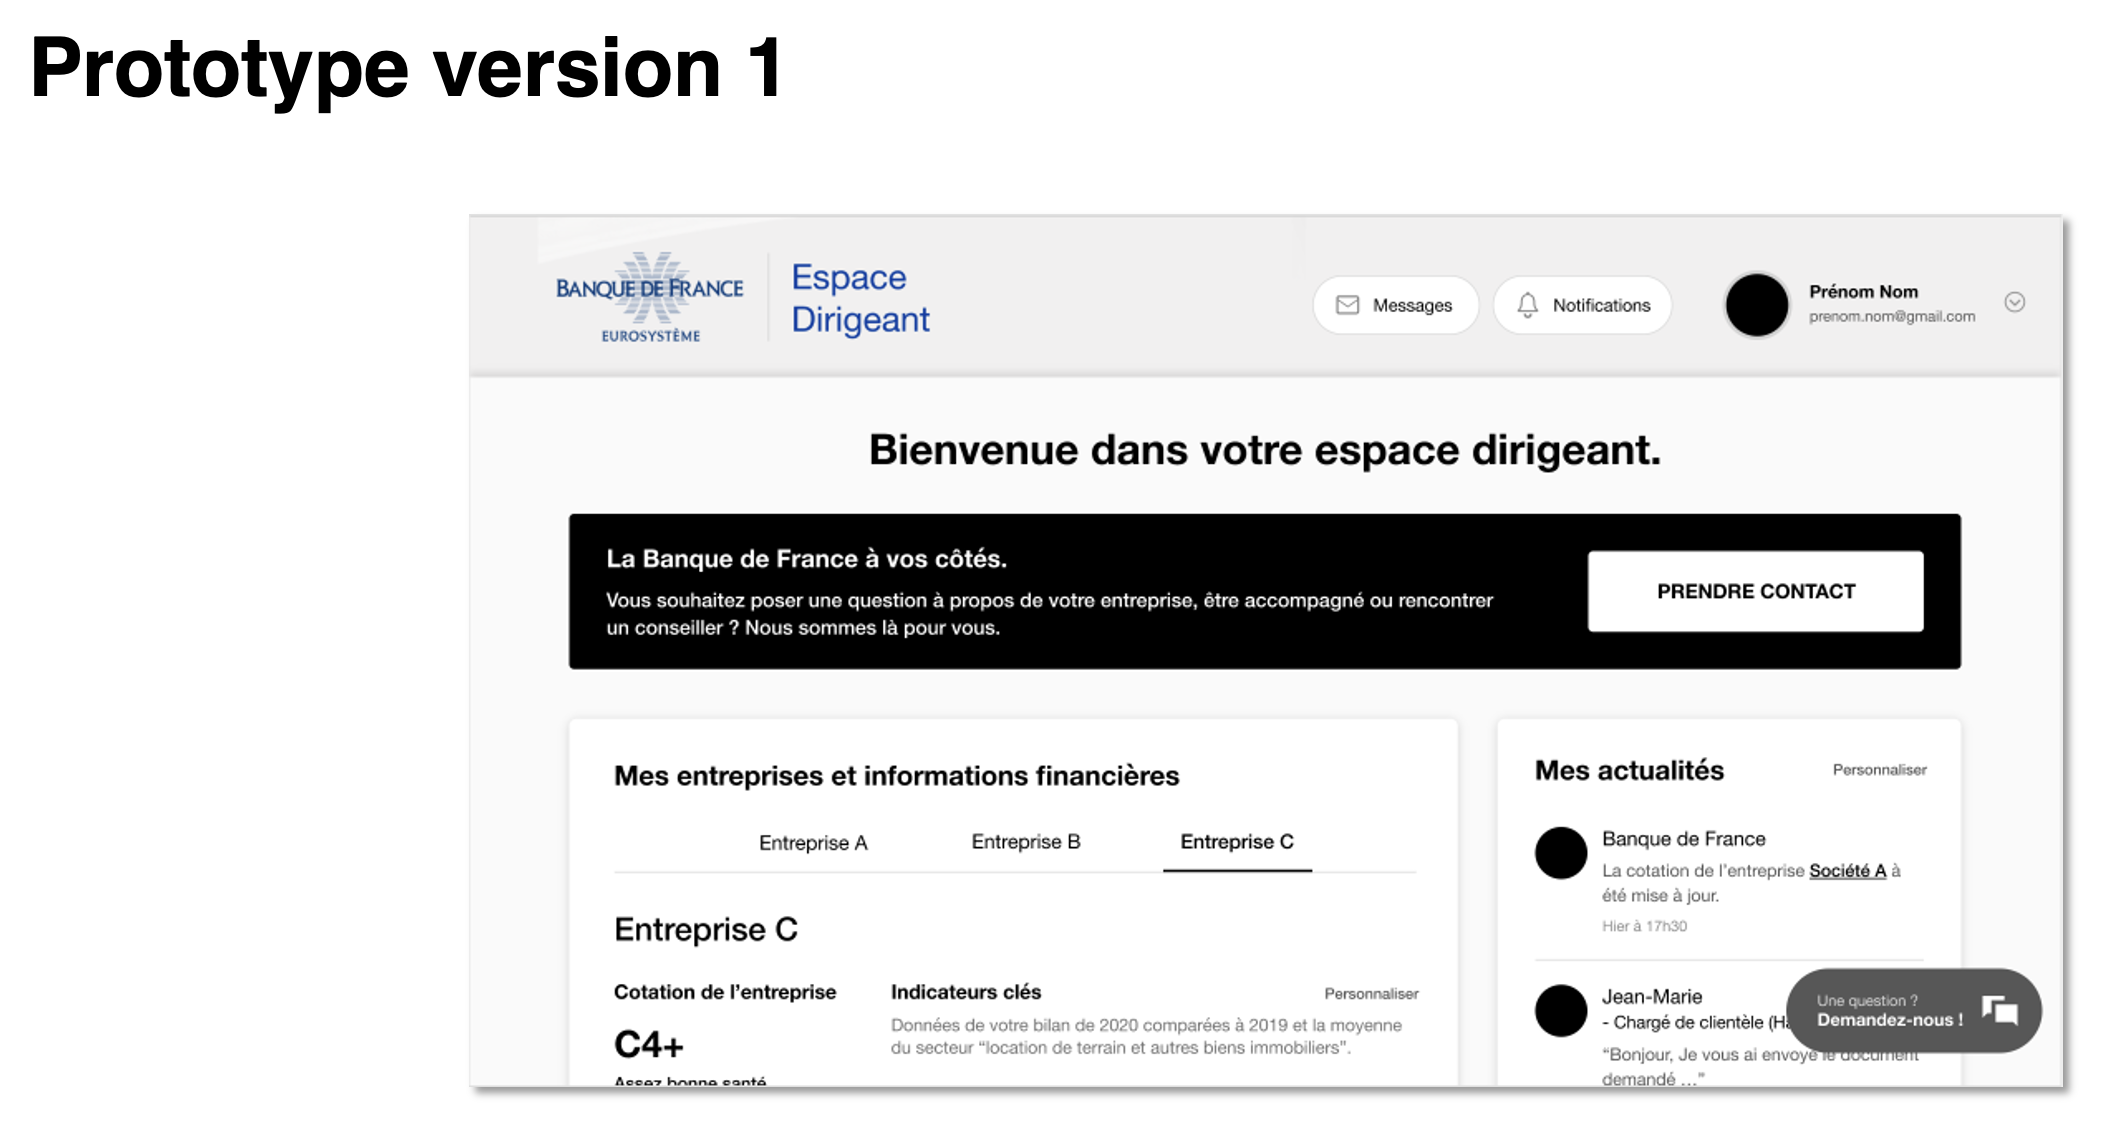 Prototype version 1
BANQUE DE FRANCE
EUROSYSTÈME
Espace
Dirigeant
Messages
Notifications
Prénom Nom
prenom.nom@gmail.com
Bienvenue dans votre espace dirigeant.
La Banque de France à vos côtés.
Vous souhaitez poser une question à propos de votre entreprise, être accompagné ou rencontrer
un conseiller ? Nous sommes là pour vous.
PRENDRE CONTACT
Mes entreprises et informations financières
Entreprise A
Entreprise B
Entreprise C
Entreprise C
Cotation de l'entreprise
C4+
Assez bonne santé
Indicateurs clés
Personnaliser
Données de votre bilan de 2020 comparées à 2019 et la moyenne
du secteur “location de terrain et autres biens immobiliers”.
Mes actualités
Personnaliser
Banque de France
La cotation de l'entreprise Société A à
été mise à jour.
Hier à 17h30
Jean-Marie
- Chargé de clientèle
“Bonjour, Je vous ai envoyé le document
demandé ...”
Une question ?
Demandez-nous !